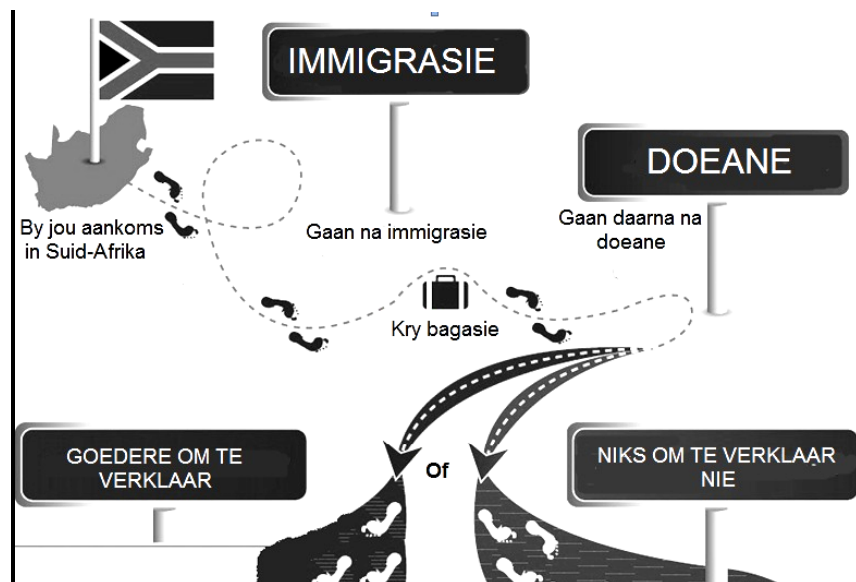 IMMIGRASIE
DOEANE
By jou aankoms
in Suid-Afrika
Gaan na immigrasie
Gaan daarna na
doeane
Kry bagasie
GOEDERE OM TE
VERKLAAR
Of
NIKS OM TE VERKLAAR
NIE